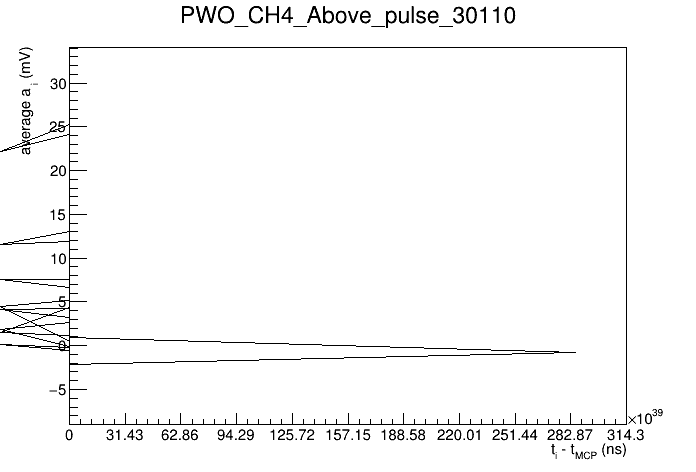 PWO_CH4_Above_pulse_30110
average a i (mV)
30
25
20
15
10
5
0
−5
0 31.43 62.86 94.29 125.72 157.15 188.58 220.01 251.44 282.87 314.3
×10^39
t_i - t_MCP (ns)